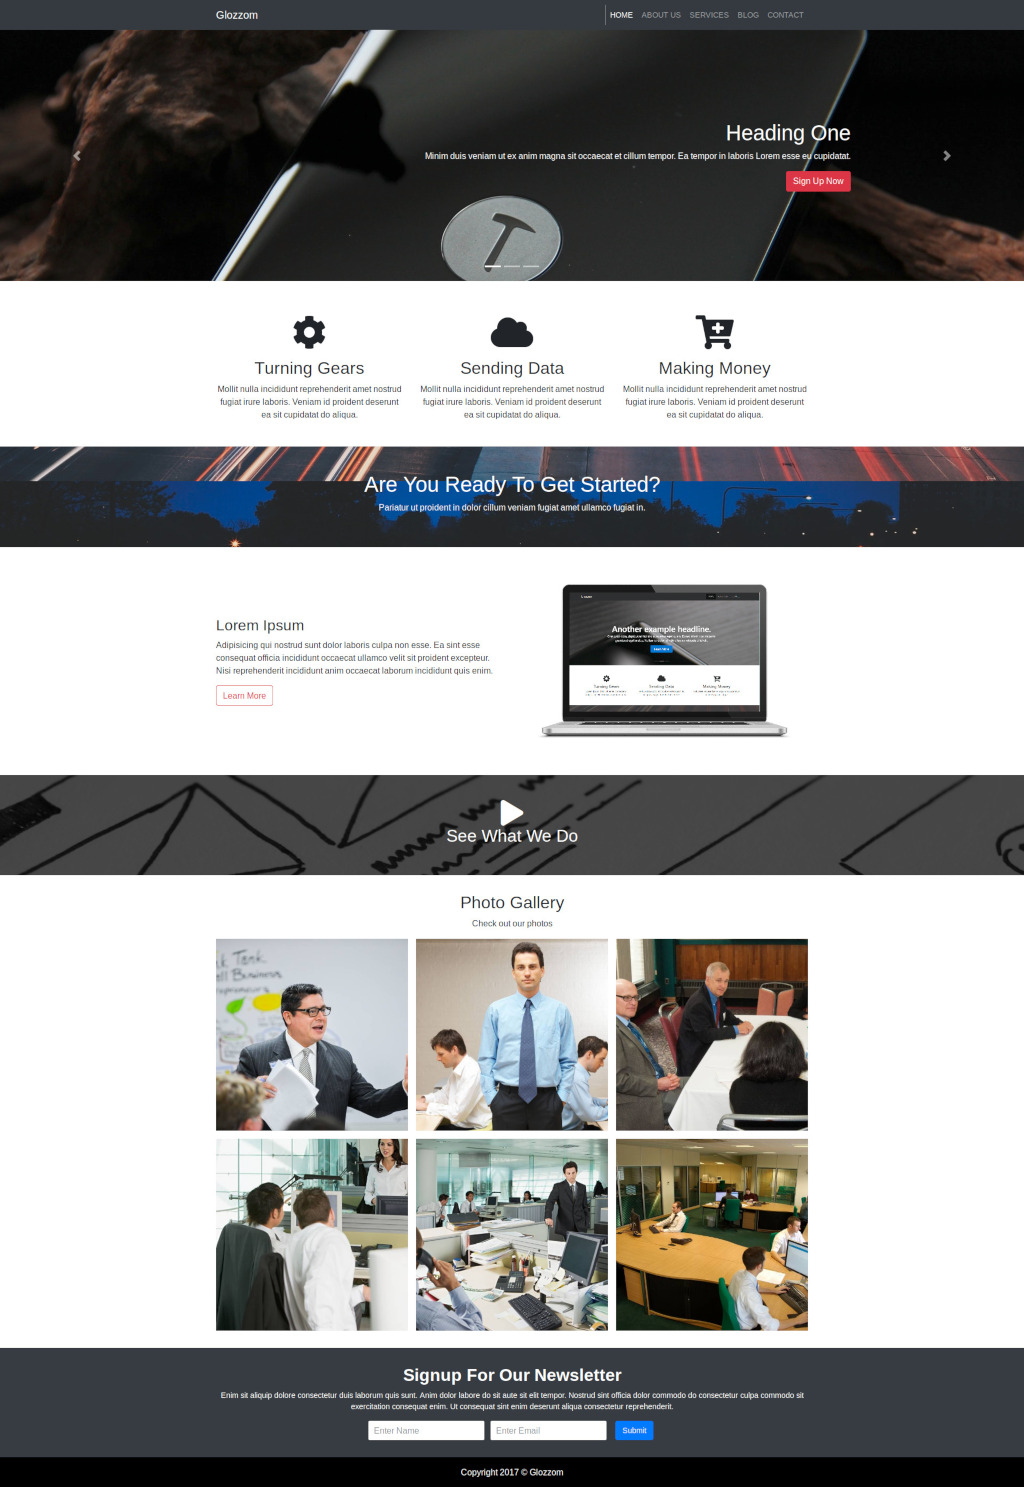 Glozzom
HOME ABOUT US SERVICES BLOG CONTACT
Heading One
Minim duis veniam ut ex anim magna sit occaecat et cillum tempor. Ea tempor in laboris Lorem esse eu cupidatat.
Sign Up Now
Turning Gears
Mollit nulla incididunt reprehenderit amet nostrud
fugiat irure laboris. Veniam id proident deserunt
ea sit cupidatat do aliqua.
Sending Data
Mollit nulla incididunt reprehenderit amet nostrud
fugiat irure laboris. Veniam id proident deserunt
ea sit cupidatat do aliqua.
Making Money
Mollit nulla incididunt reprehenderit amet nostrud
fugiat irure laboris. Veniam id proident deserunt
ea sit cupidatat do aliqua.
Are You Ready To Get Started?
Pariatur ut proident in dolor cillum veniam fugiat amet ullamco fugiat in.
Lorem Ipsum
Adipisicing qui nostrud sunt dolor laboris culpa non esse. Ea sint esse
consequat officia incididunt occaecat ullamco velit sit proident excepteur.
Nisi reprehenderit incididunt anim occaecat laborum incididunt quis enim.
Learn More
Another example headline.
Turning Gears
Sending Data
Making Money
See What We Do
Photo Gallery
Check out our photos
Signup For Our Newsletter
Enim sit aliquip dolore consectetur duis laborum quis sunt. Anim dolor labore do sit aute sit elit tempor. Nostrud sint officia dolor commodo do consectetur culpa commodo sit
exercitation consequat enim. Ut consequat sint enim deserunt aliqua consectetur reprehenderit.
Enter Name
Enter Email
Submit
Copyright 2017 © Glozzom